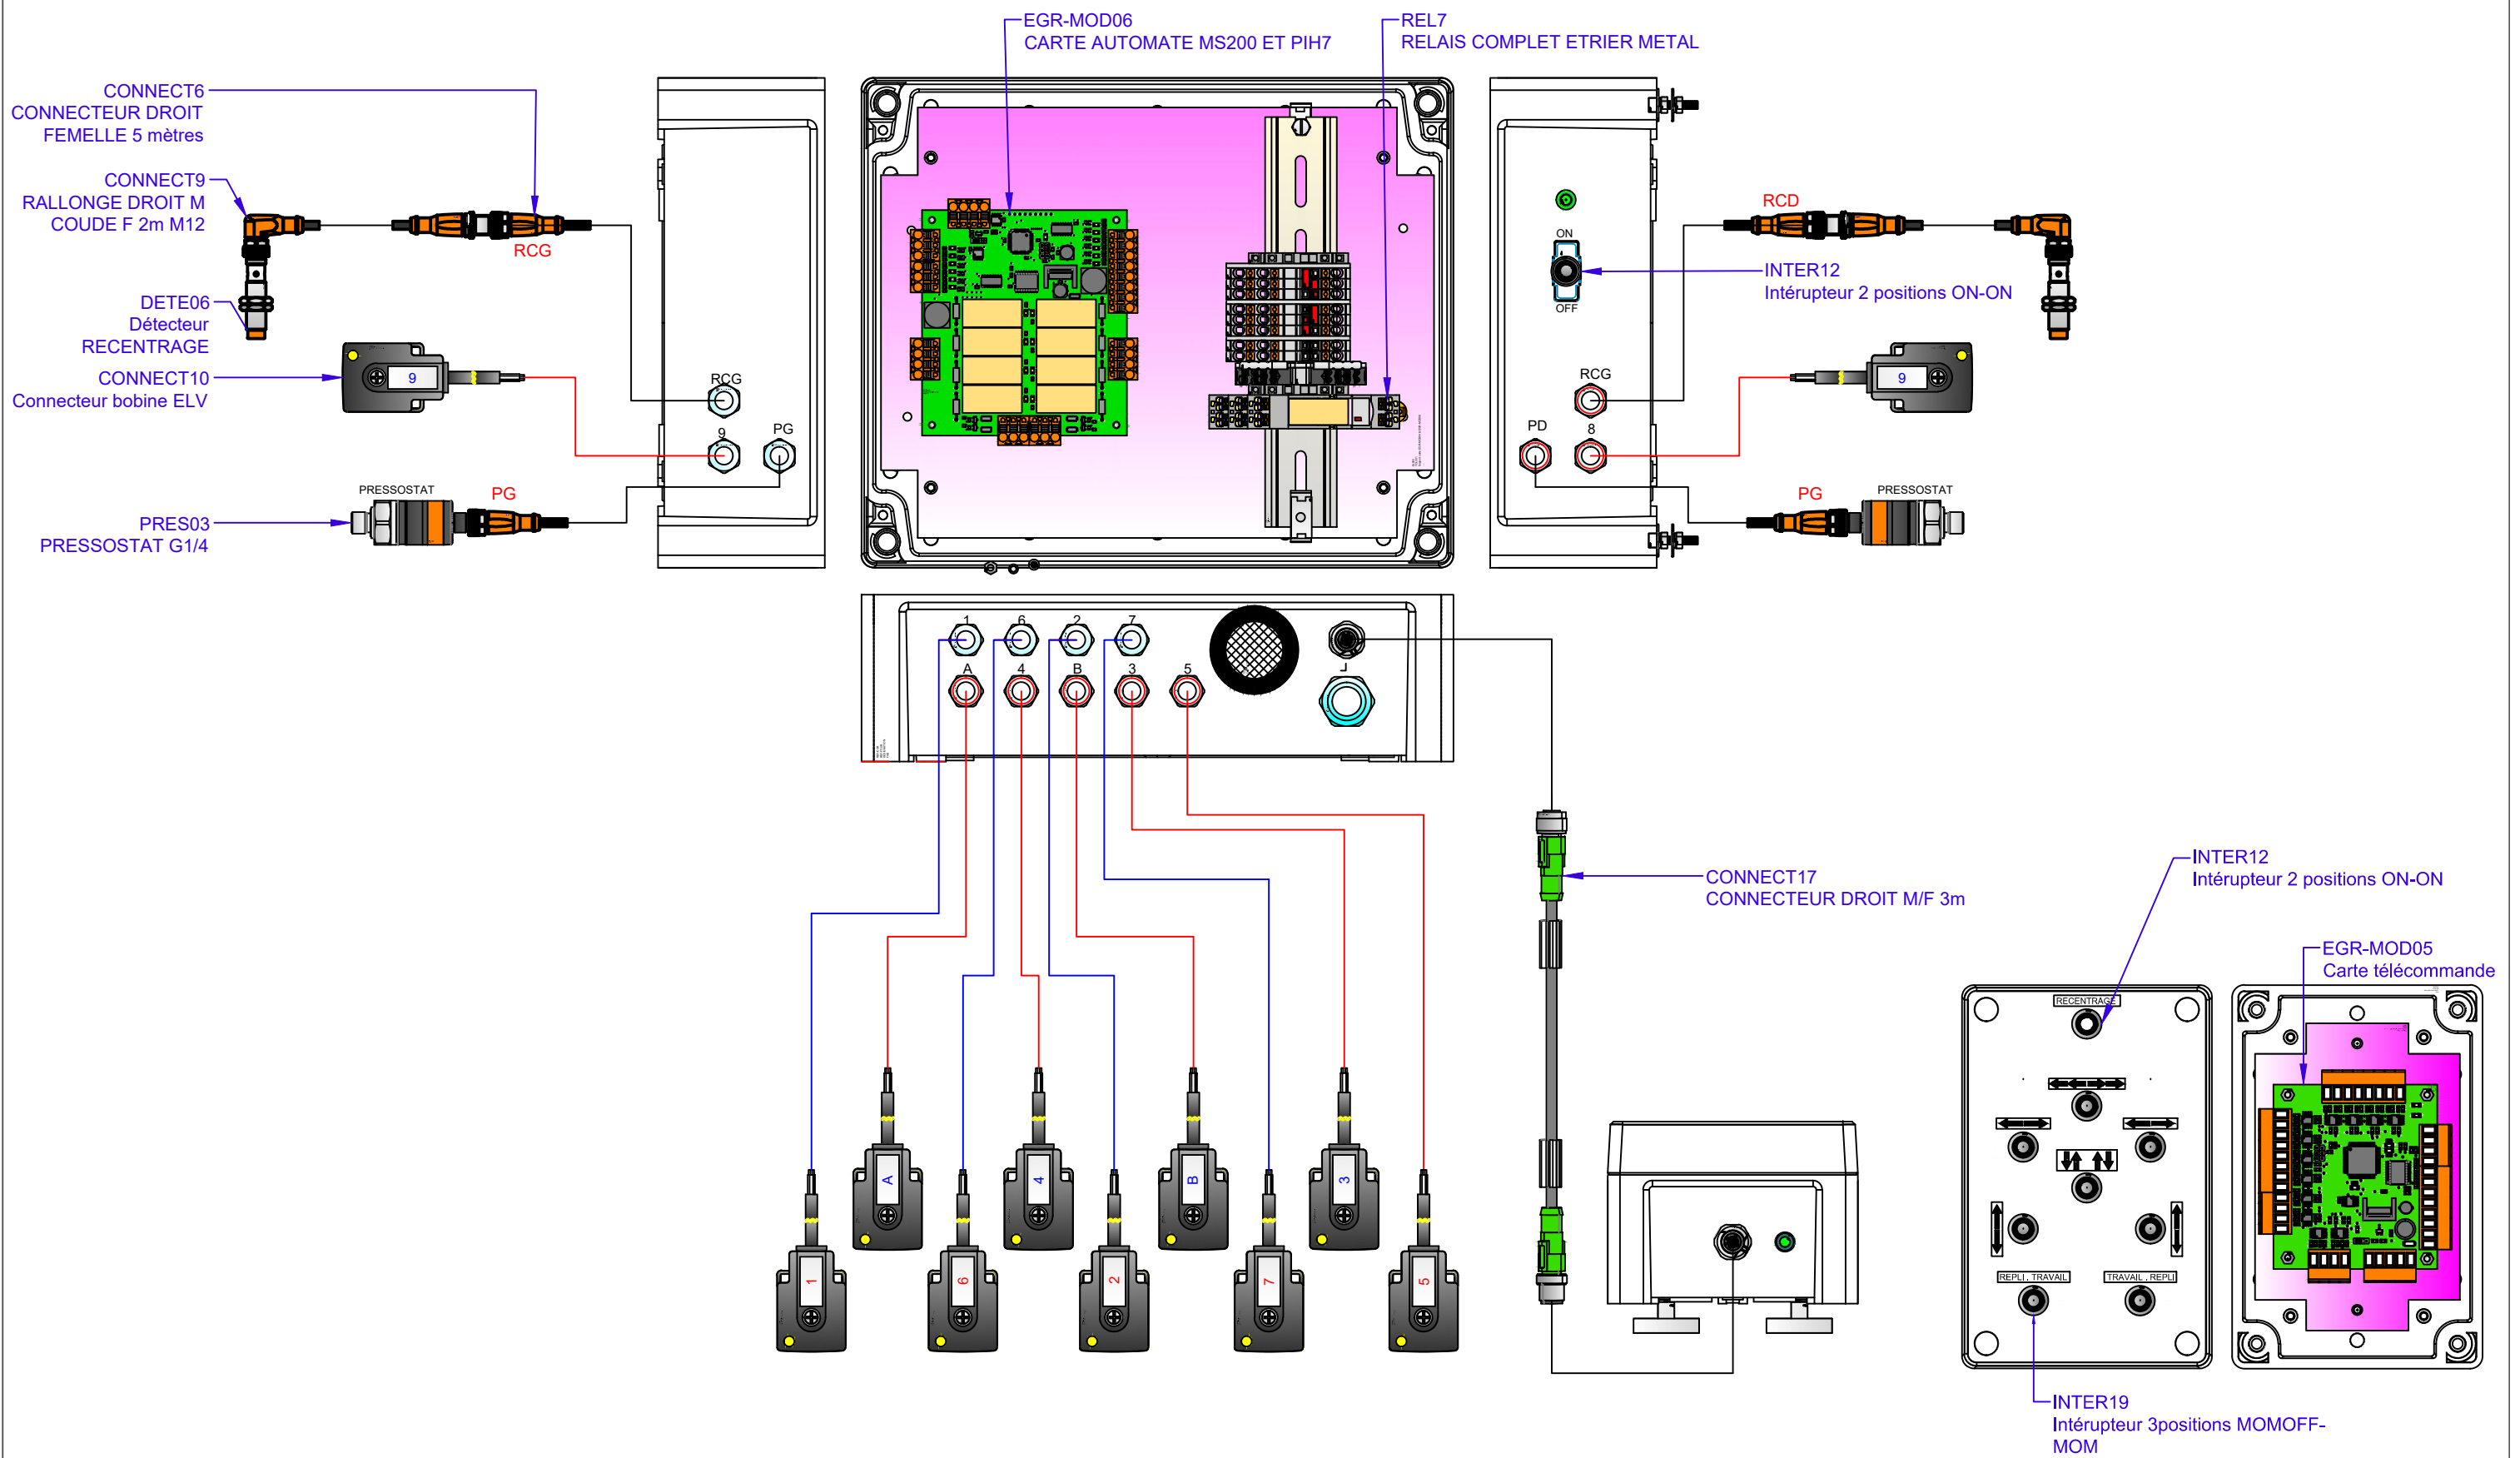 EGR-MOD06
CARTE AUTOMATE MS200 ET PIH7
REL7
RELAIS COMPLET ETRIER METAL
CONNECT6
CONNECTEUR DROIT
FEMELLE 5 mètres
CONNECT9
RALLONGE DROIT M
COUDE F 2m M12
RCG
DETE06
Détecteur
RECENTRAGE
CONNECT10
Connecteur bobine ELV
9
PRESSOSTAT
PG
PRES03
PRESSOSTAT G1/4
RCG
9
PG
ON
OFF
RCD
INTER12
Intérupteur 2 positions ON-ON
RCG
PD
8
9
PG
PRESSOSTAT
1
6
2
7
A
4
B
3
5
CONNECT17
CONNECTEUR DROIT M/F 3m
A
4
B
3
1
6
2
7
5
INTER12
Intérupteur 2 positions ON-ON
EGR-MOD05
Carte télécommande
RECENTRAGE
REPLI , TRAVAIL
TRAVAIL , REPLI
INTER19
Intérupteur 3positions MOMOFF-
MOM